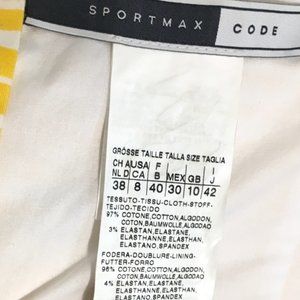 SPORTMAX CODE
GRÖSSE TAILLE TALLA SIZE TAGLIA
CH AUSA F I
NL D CA B MEX GB J
38 8 40 30 10 42
TESSUTO-TISSU-CLOTH-STOFF-
TEJIDO-TECIDO
97% COTONE,COTTON,ALGODON,
COTON,BAUMWOLLE,ALGODAO
3% ELASTAN,ELASTANE,
ELASTHANNE,ELASTHAN,
ELASTANO,SPANDEX
FODERA-DOUBLURE-LINING-
FUTTER-FORRO
96% COTONE,COTTON,ALGODON,
COTON,BAUMWOLLE,ALGODAO
4% ELASTAN,ELASTANE,
ELASTHANNE,ELASTHAN,
ELASTANO,SPANDEX